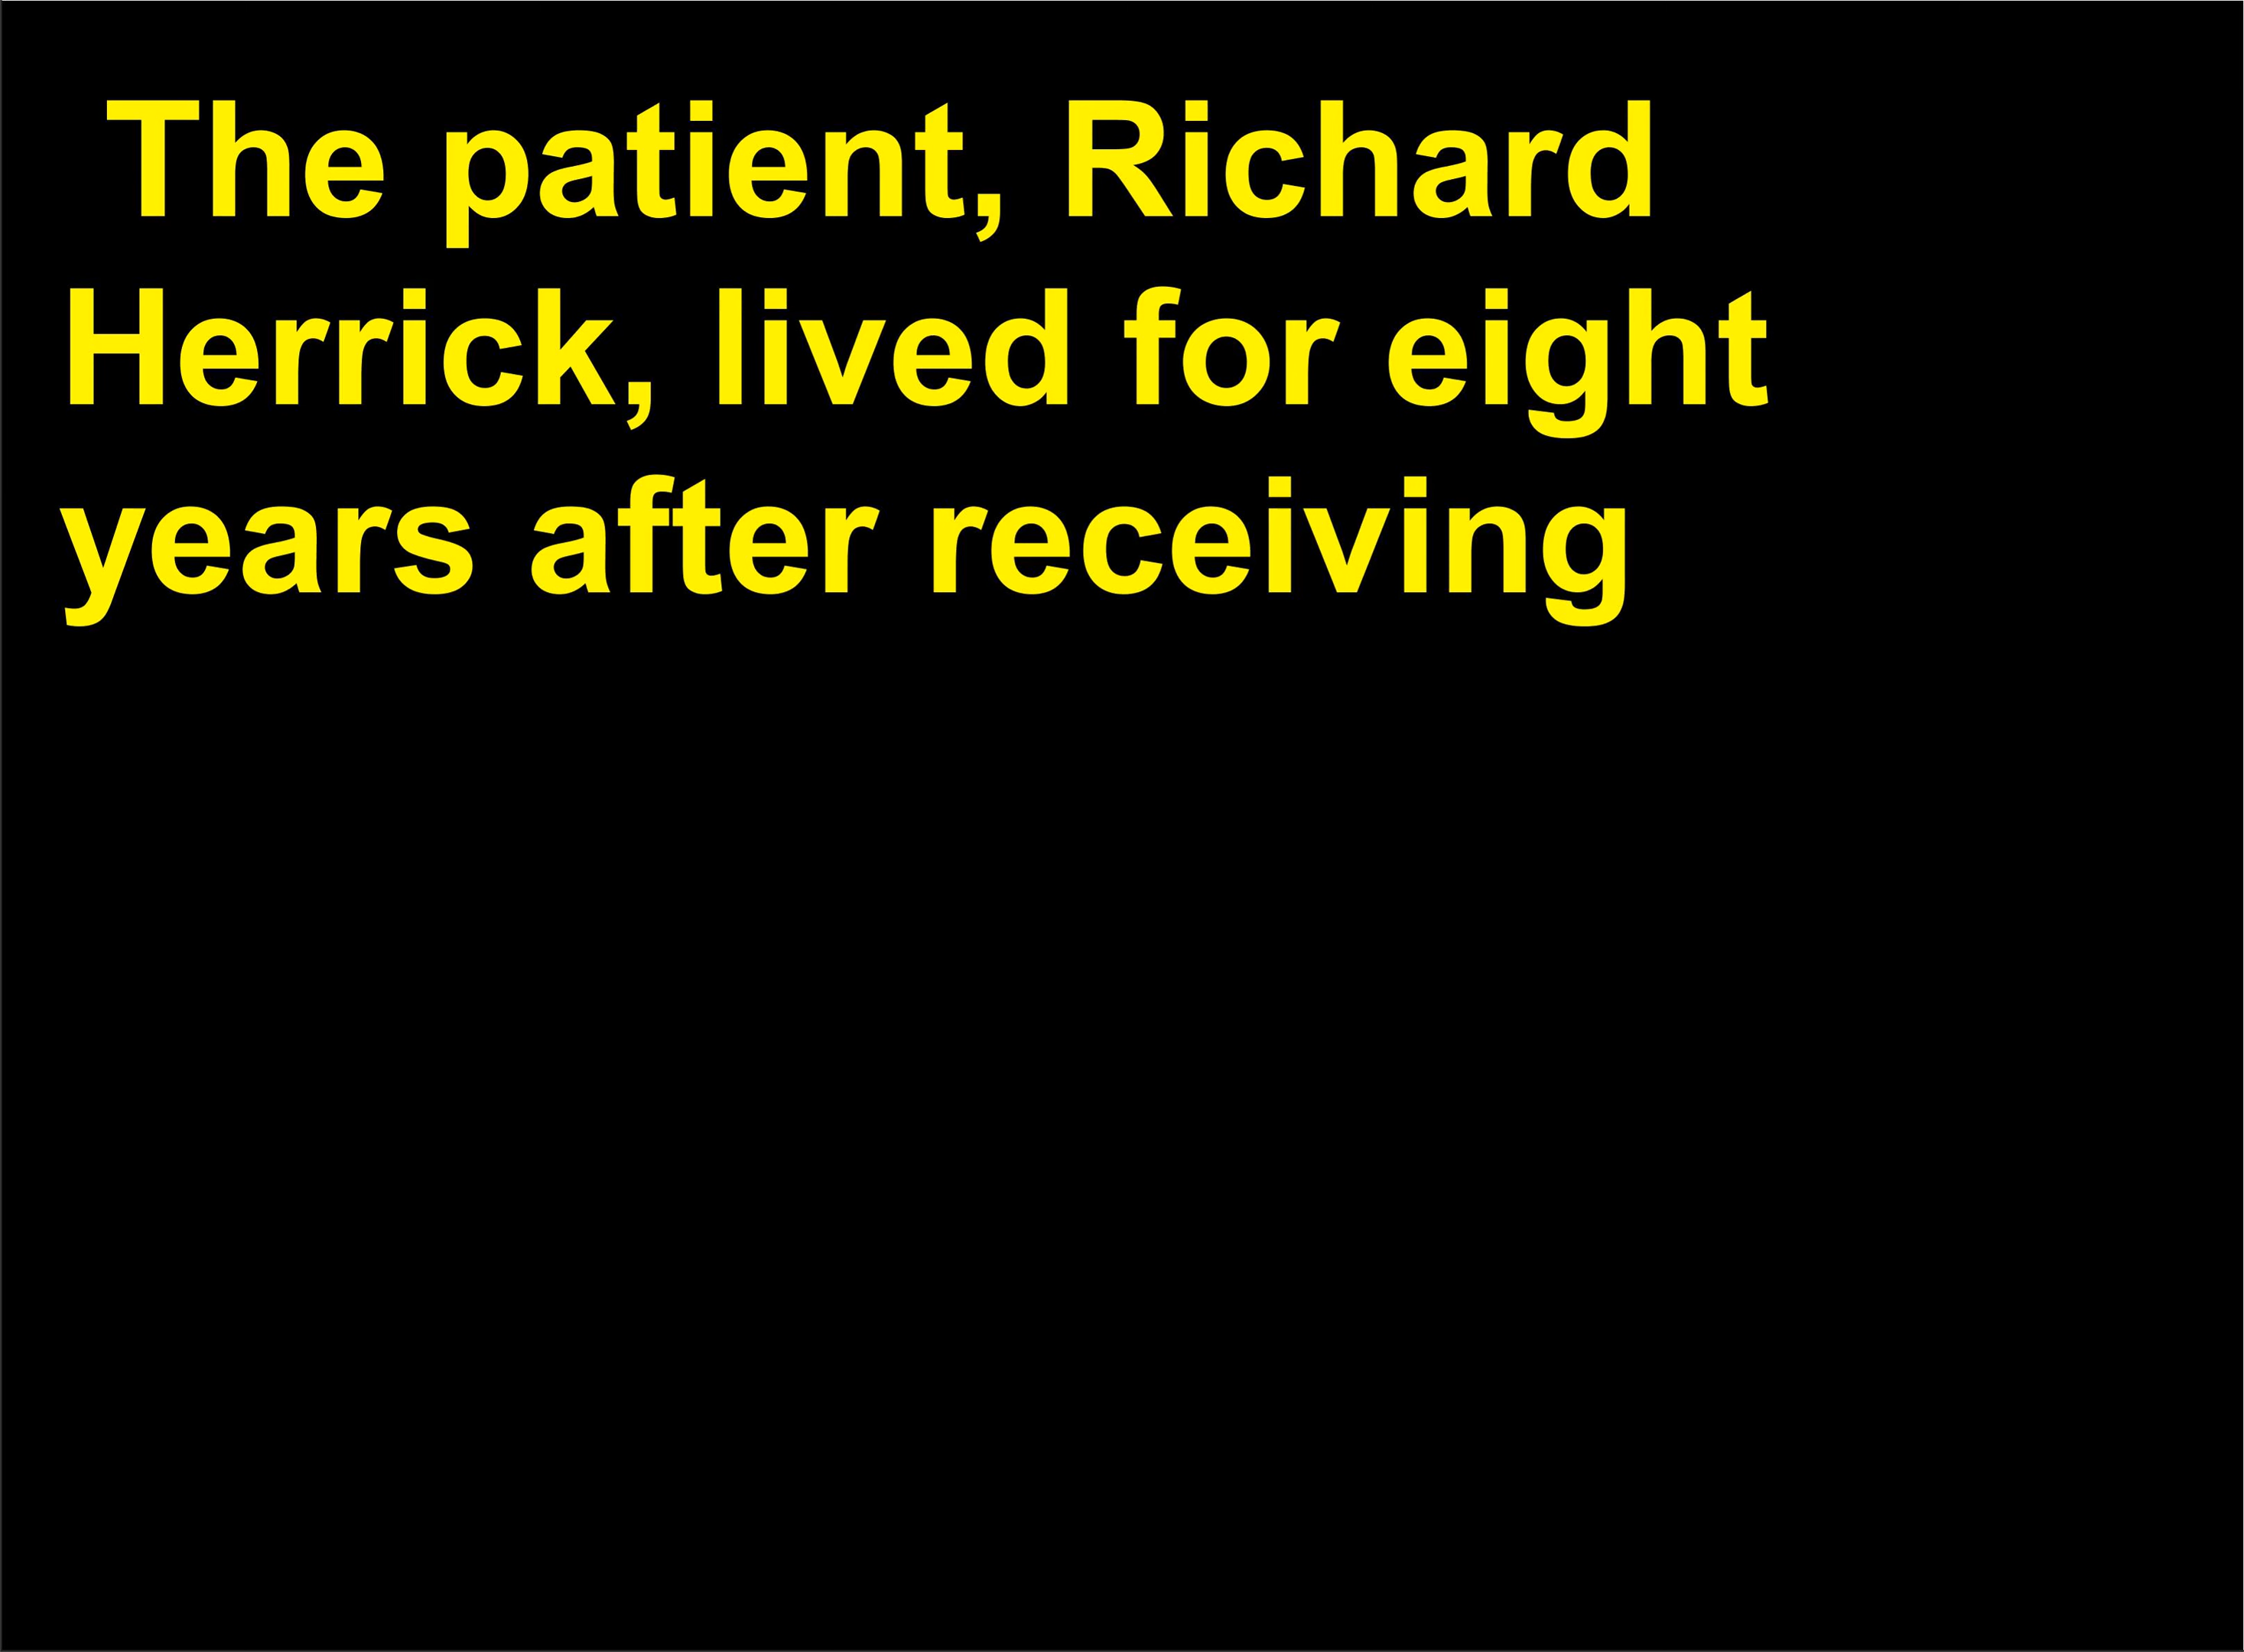 The patient, Richard
Herrick, lived for eight
years after receiving